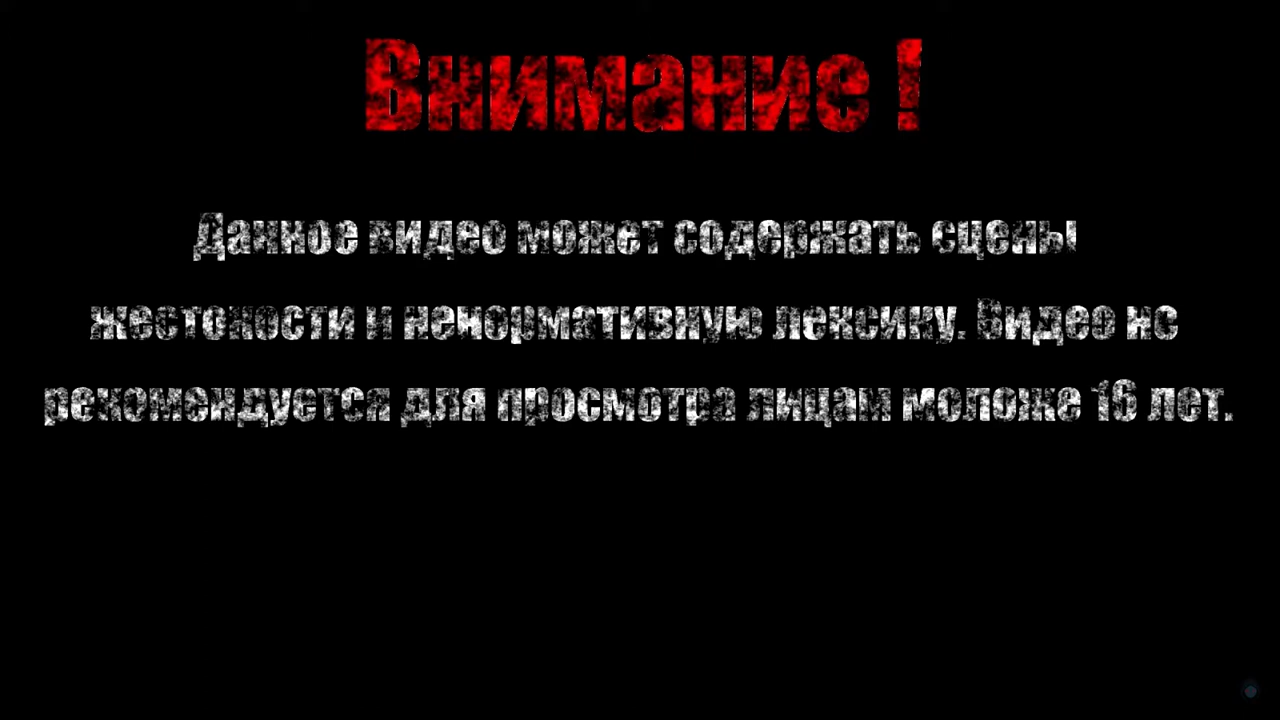 Внимание !
Данное видео может содержать сцены
жестокости и ненормативную лексику. Видео не
рекомендуется для просмотра лицам моложе 16 лет.